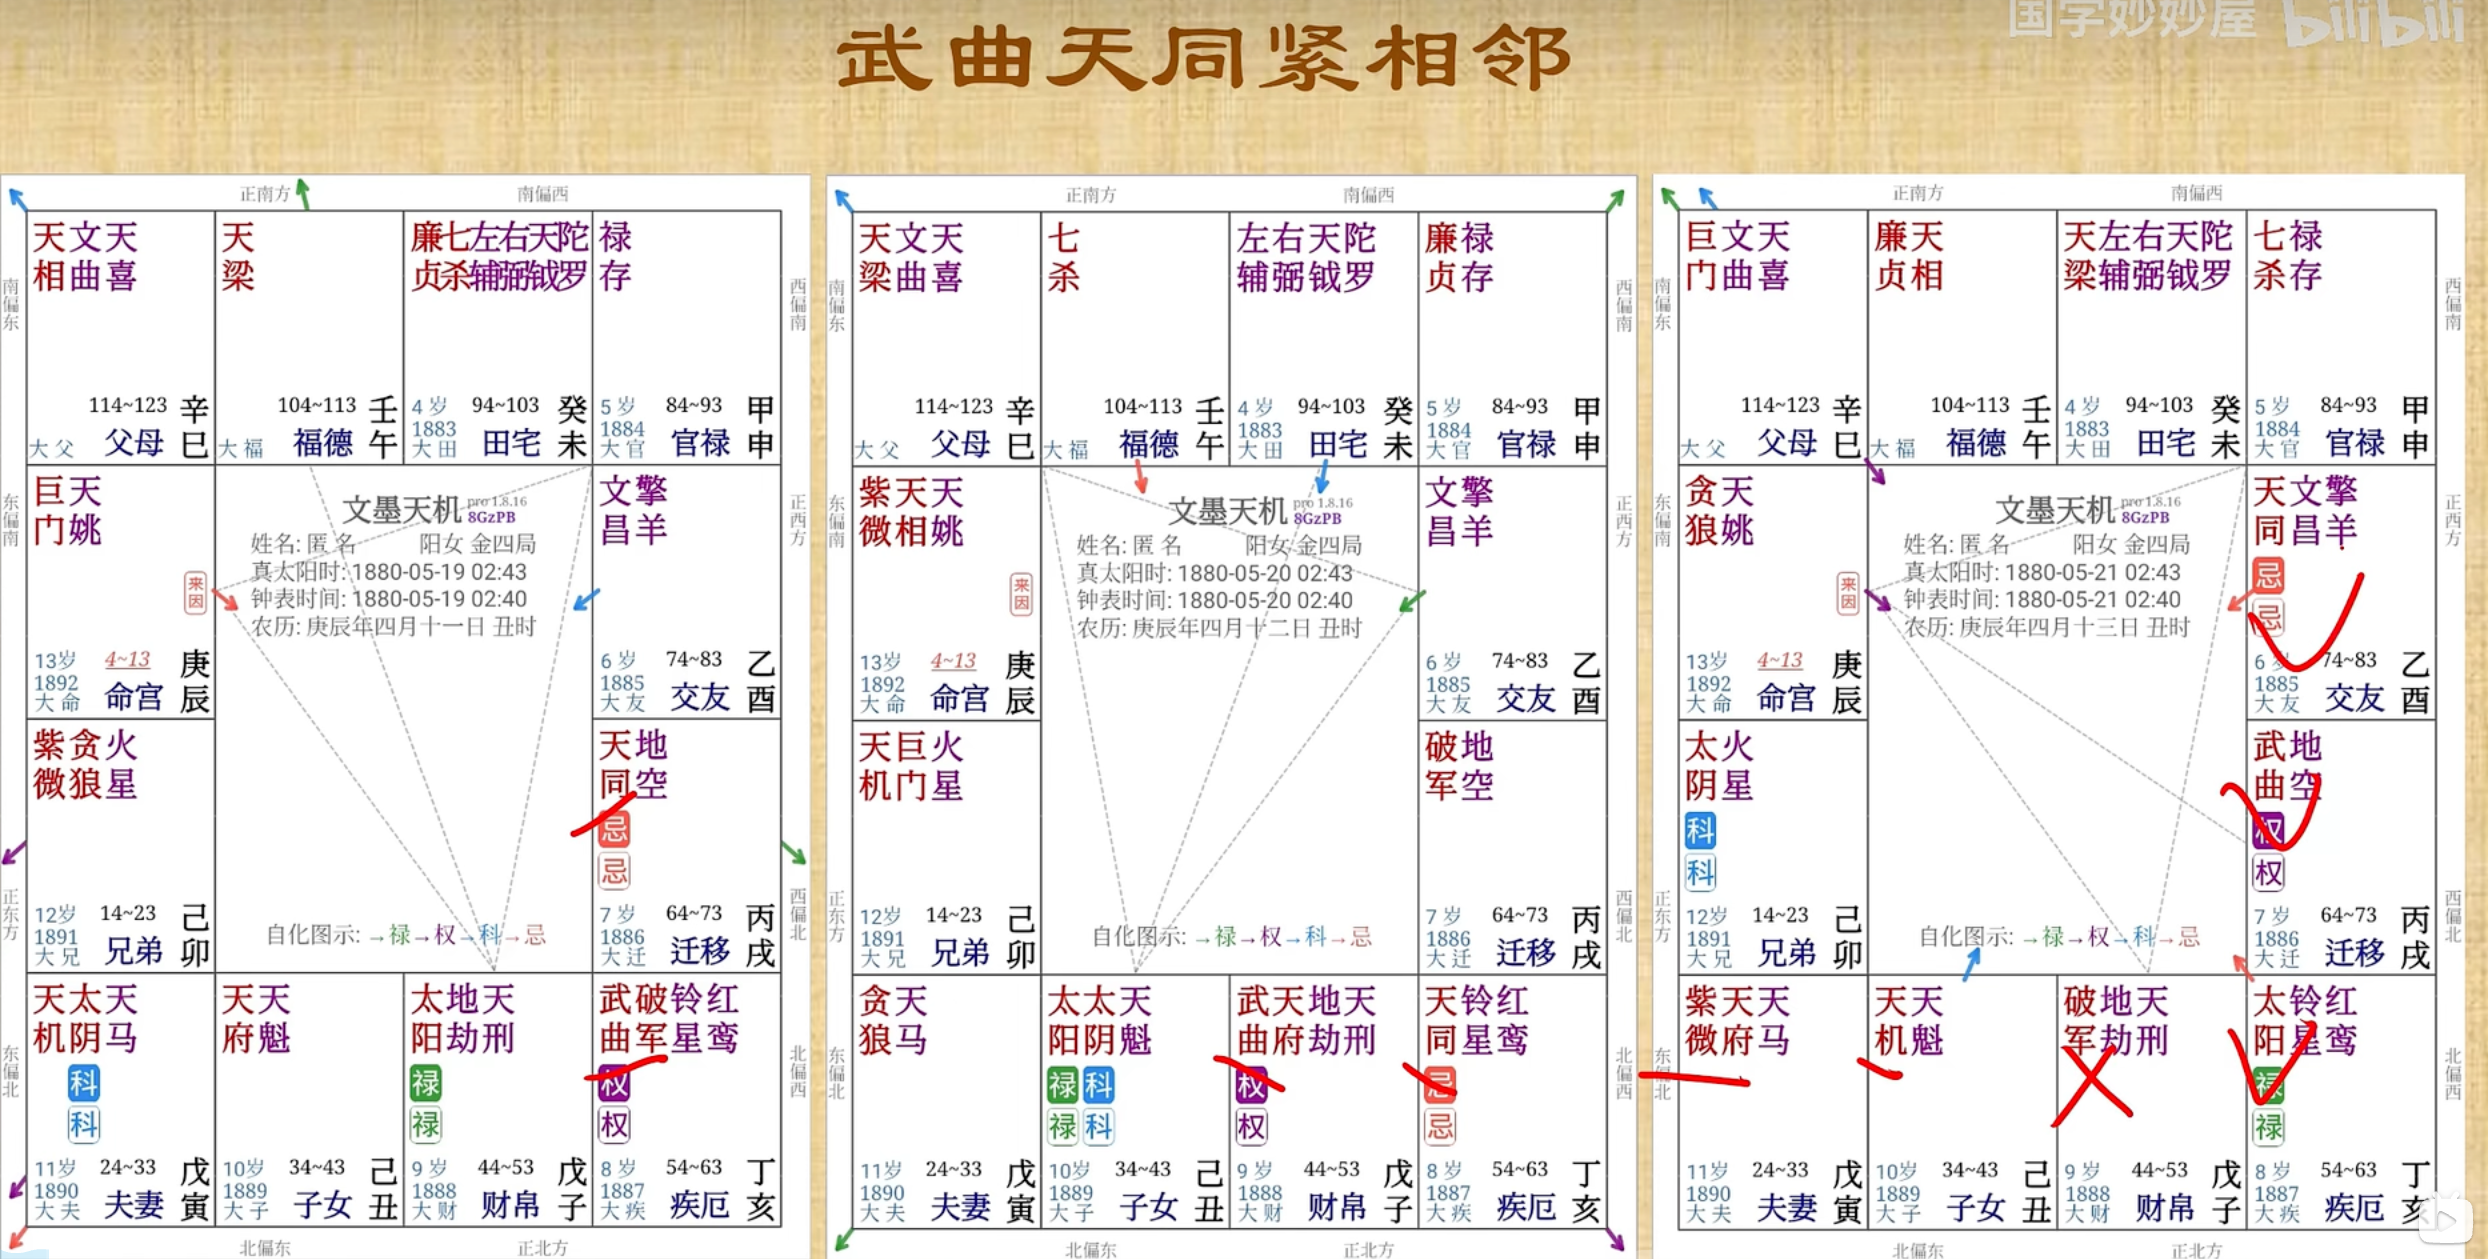 国学妙妙屋 bilibili
武曲天同紧相邻
正南方 南偏西
南偏东
西偏南
天相 文曲 天喜
114~123 辛巳
大父 父母
天梁
104~113 壬午
大福 福德
廉贞 七杀 左辅 右弼 天钺 陀罗
4岁 94~103 癸未
1883
大田 田宅
禄存
5岁 84~93 甲申
1884
大官 官禄
东偏南
巨门 天姚
来因
13岁 4~13 庚辰
1892
大命 命宫
文墨天机 pro 1.8.16
8GzPB
姓名: 匿名 阳女 金四局
真太阳时: 1880-05-19 02:43
钟表时间: 1880-05-19 02:40
农历: 庚辰年四月十一日 丑时
正西方
文昌 擎羊
6岁 74~83 乙酉
1885
大友 交友
正东方
紫微 贪狼 火星
12岁 14~23 己卯
1891
大兄 兄弟
自化图示: →禄→权→科→忌
西偏北
天同 地空
忌
忌
7岁 64~73 丙戌
1886
大迁 迁移
东偏北
天机 太阴 天马
科
科
11岁 24~33 戊寅
1890
大夫 夫妻
天府 天魁
10岁 34~43 己丑
1889
大子 子女
太阳 地劫 天刑
禄
禄
9岁 44~53 戊子
1888
大财 财帛
武曲 破军 铃星 红鸾
权
权
8岁 54~63 丁亥
1887
大疾 疾厄
北偏西
北偏东 正北方
正南方 南偏西
南偏东
西偏南
天梁 文曲 天喜
114~123 辛巳
大父 父母
七杀
104~113 壬午
大福 福德
左辅 右弼 天钺 陀罗
4岁 94~103 癸未
1883
大田 田宅
廉贞 禄存
5岁 84~93 甲申
1884
大官 官禄
东偏南
紫微 天相 天姚
来因
13岁 4~13 庚辰
1892
大命 命宫
文墨天机 pro 1.8.16
8GzPB
姓名: 匿名 阳女 金四局
真太阳时: 1880-05-20 02:43
钟表时间: 1880-05-20 02:40
农历: 庚辰年四月十二日 丑时
正西方
文昌 擎羊
6岁 74~83 乙酉
1885
大友 交友
正东方
天机 巨门 火星
12岁 14~23 己卯
1891
大兄 兄弟
自化图示: →禄→权→科→忌
西偏北
破军 地空
7岁 64~73 丙戌
1886
大迁 迁移
东偏北
贪狼 天马
11岁 24~33 戊寅
1890
大夫 夫妻
太阳 太阴 天魁
禄 科
禄 科
10岁 34~43 己丑
1889
大子 子女
武曲 天府 地劫 天刑
权
权
9岁 44~53 戊子
1888
大财 财帛
天同 铃星 红鸾
忌
忌
8岁 54~63 丁亥
1887
大疾 疾厄
北偏西
北偏东 正北方
正南方 南偏西
南偏东
西偏南
巨门 文曲 天喜
114~123 辛巳
大父 父母
廉贞 天相
104~113 壬午
大福 福德
天梁 左辅 右弼 天钺 陀罗
4岁 94~103 癸未
1883
大田 田宅
七杀 禄存
5岁 84~93 甲申
1884
大官 官禄
东偏南
贪狼 天姚
来因
13岁 4~13 庚辰
1892
大命 命宫
文墨天机 pro 1.8.16
8GzPB
姓名: 匿名 阳女 金四局
真太阳时: 1880-05-21 02:43
钟表时间: 1880-05-21 02:40
农历: 庚辰年四月十三日 丑时
正西方
天同 文昌 擎羊
忌
忌
6岁 74~83 乙酉
1885
大友 交友
正东方
太阴 火星
科
科
12岁 14~23 己卯
1891
大兄 兄弟
自化图示: →禄→权→科→忌
西偏北
武曲 地空
权
权
7岁 64~73 丙戌
1886
大迁 迁移
东偏北
紫微 天府 天马
11岁 24~33 戊寅
1890
大夫 夫妻
天机 天魁
10岁 34~43 己丑
1889
大子 子女
破军 地劫 天刑
9岁 44~53 戊子
1888
大财 财帛
太阳 铃星 红鸾
禄
禄
8岁 54~63 丁亥
1887
大疾 疾厄
北偏西
北偏东 正北方